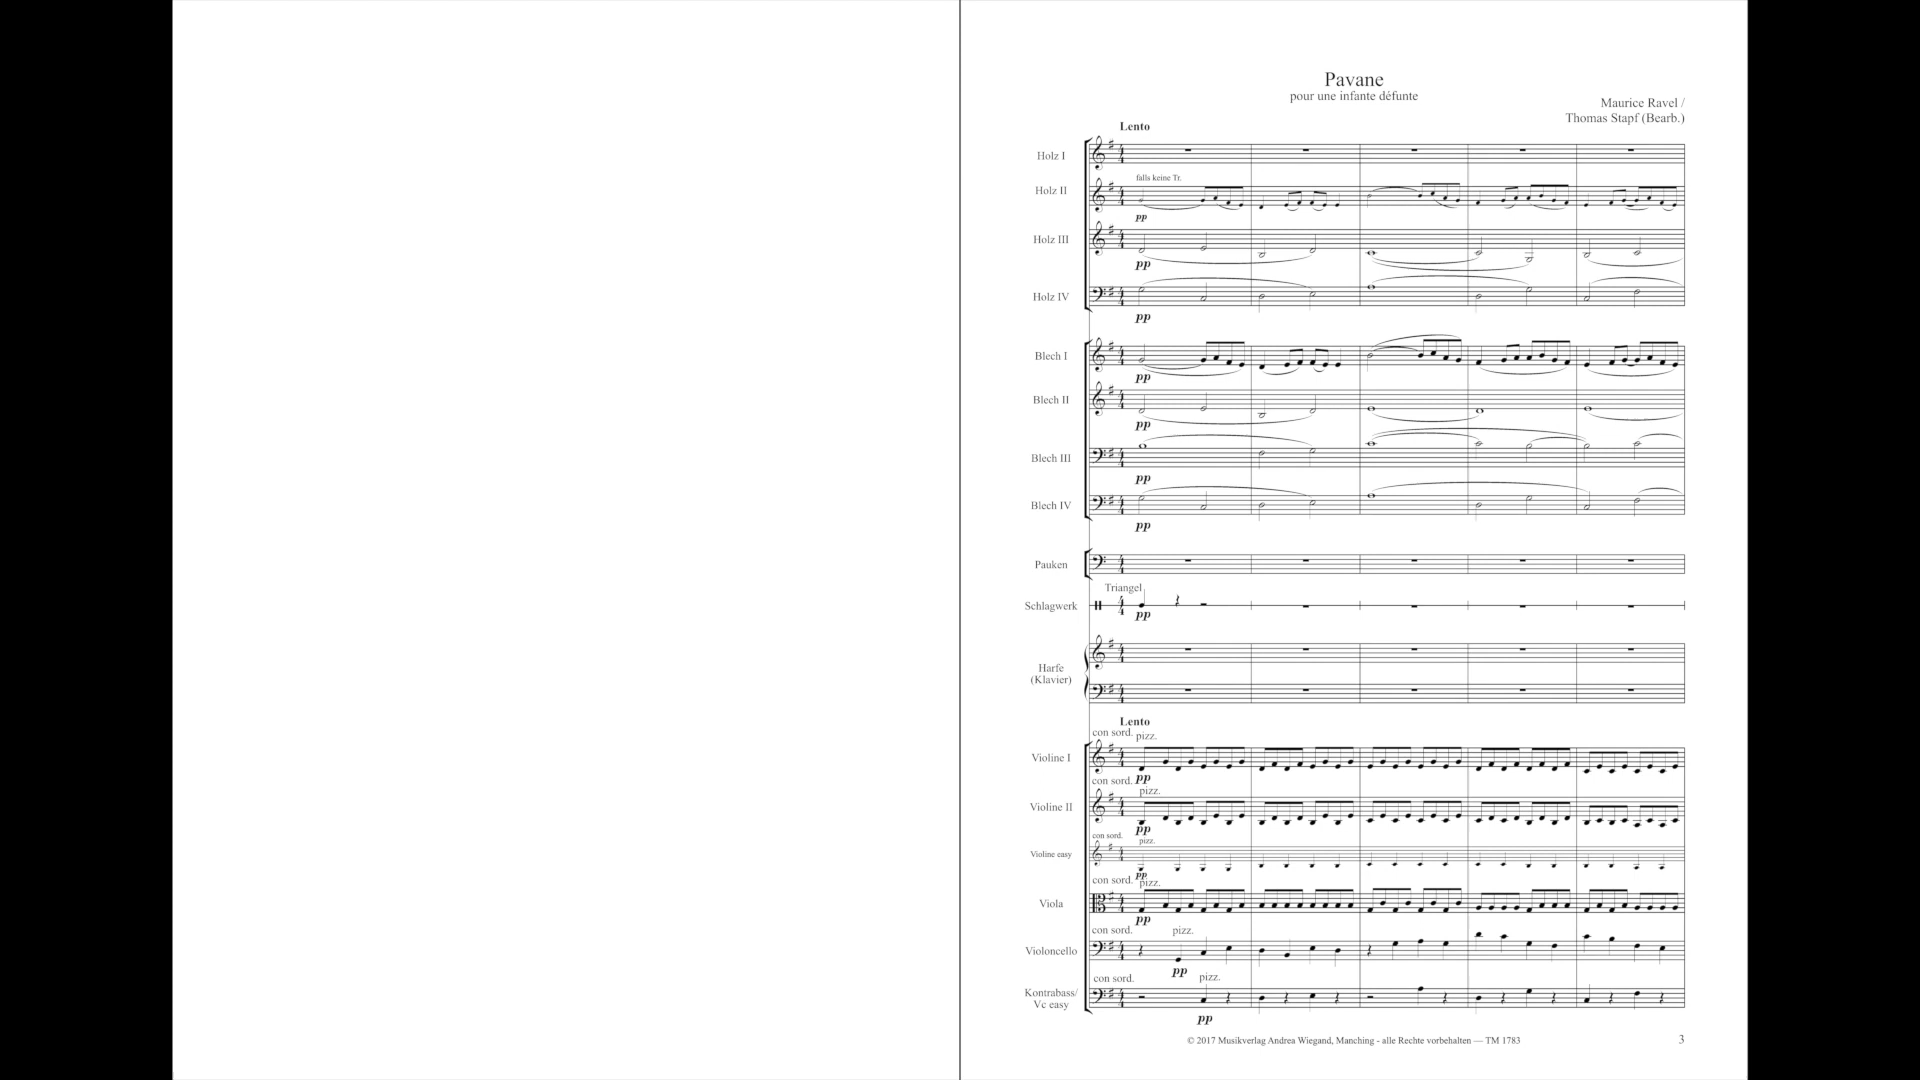 Pavane
pour une infante défunte
Maurice Ravel /
Thomas Stapf (Bearb.)
Lento
Holz I
falls keine Tr.
Holz II
pp
Holz III
pp
Holz IV
pp
Blech I
pp
Blech II
pp
Blech III
pp
Blech IV
pp
Pauken
Triangel
Schlagwerk
pp
Harfe
(Klavier)
Lento
con sord. pizz.
Violine I
con sord. pp
pizz.
Violine II
pp
con sord.
pizz.
Violine easy
pp
con sord. pizz.
Viola
pp
con sord. pizz.
Violoncello
pp
con sord. pizz.
Kontrabass/
Vc easy
pp
© 2017 Musikverlag Andrea Wiegand, Manching - alle Rechte vorbehalten — TM 1783
3